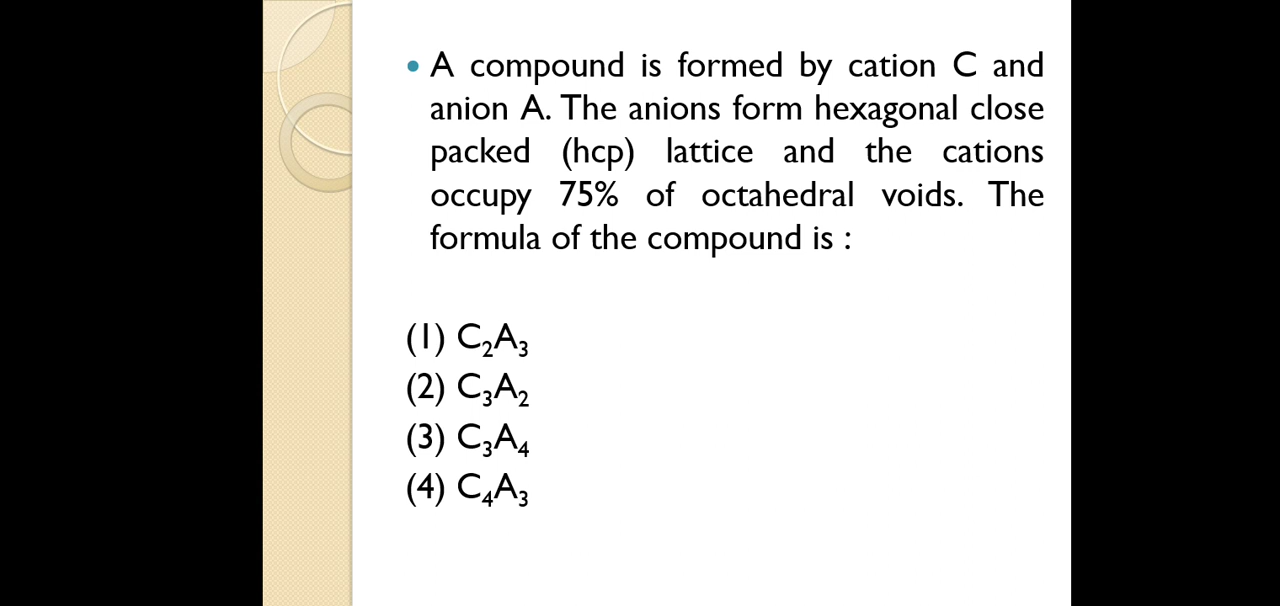 • A compound is formed by cation C and
anion A. The anions form hexagonal close
packed (hcp) lattice and the cations
occupy 75% of octahedral voids. The
formula of the compound is :
(1) C₂A₃
(2) C₃A₂
(3) C₃A₄
(4) C₄A₃